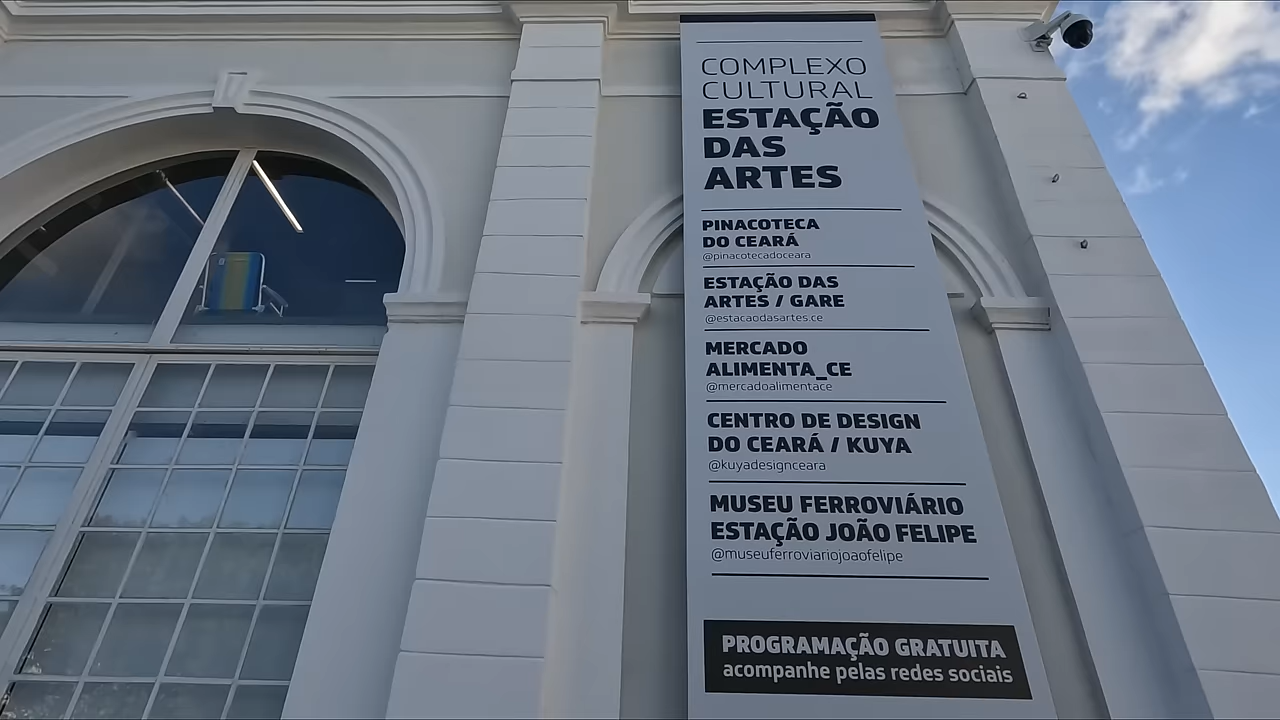 COMPLEXO
CULTURAL
ESTAÇÃO
DAS
ARTES
PINACOTECA
DO CEARÁ
@pinacotecadoceara
ESTAÇÃO DAS
ARTES / GARE
@estacaodasartes.ce
MERCADO
ALIMENTA_CE
@mercadoalimentace
CENTRO DE DESIGN
DO CEARÁ / KUYA
@kuyadesignceara
MUSEU FERROVIÁRIO
ESTAÇÃO JOÃO FELIPE
@museuferroviariojoaofelipe
PROGRAMAÇÃO GRATUITA
acompanhe pelas redes sociais